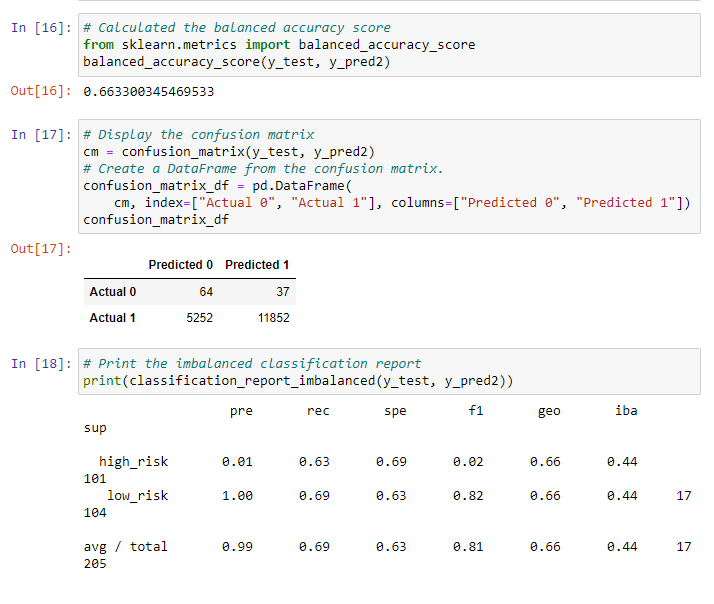 In [16]: # Calculated the balanced accuracy score
from sklearn.metrics import balanced_accuracy_score
balanced_accuracy_score(y_test, y_pred2)
Out[16]: 0.663300345469533
In [17]: # Display the confusion matrix
cm = confusion_matrix(y_test, y_pred2)
# Create a DataFrame from the confusion matrix.
confusion_matrix_df = pd.DataFrame(
    cm, index=["Actual 0", "Actual 1"], columns=["Predicted 0", "Predicted 1"])
confusion_matrix_df
Out[17]:
Predicted 0 Predicted 1
Actual 0 64 37
Actual 1 5252 11852
In [18]: # Print the imbalanced classification report
print(classification_report_imbalanced(y_test, y_pred2))
pre rec spe f1 geo iba
sup
high_risk 0.01 0.63 0.69 0.02 0.66 0.44
101
low_risk 1.00 0.69 0.63 0.82 0.66 0.44 17
104
avg / total 0.99 0.69 0.63 0.81 0.66 0.44 17
205